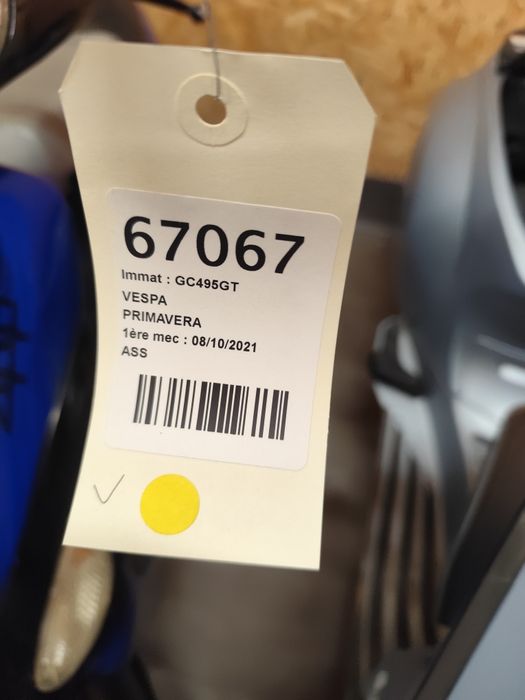 67067
Immat : GC495GT
VESPA
PRIMAVERA
1ère mec : 08/10/2021
ASS